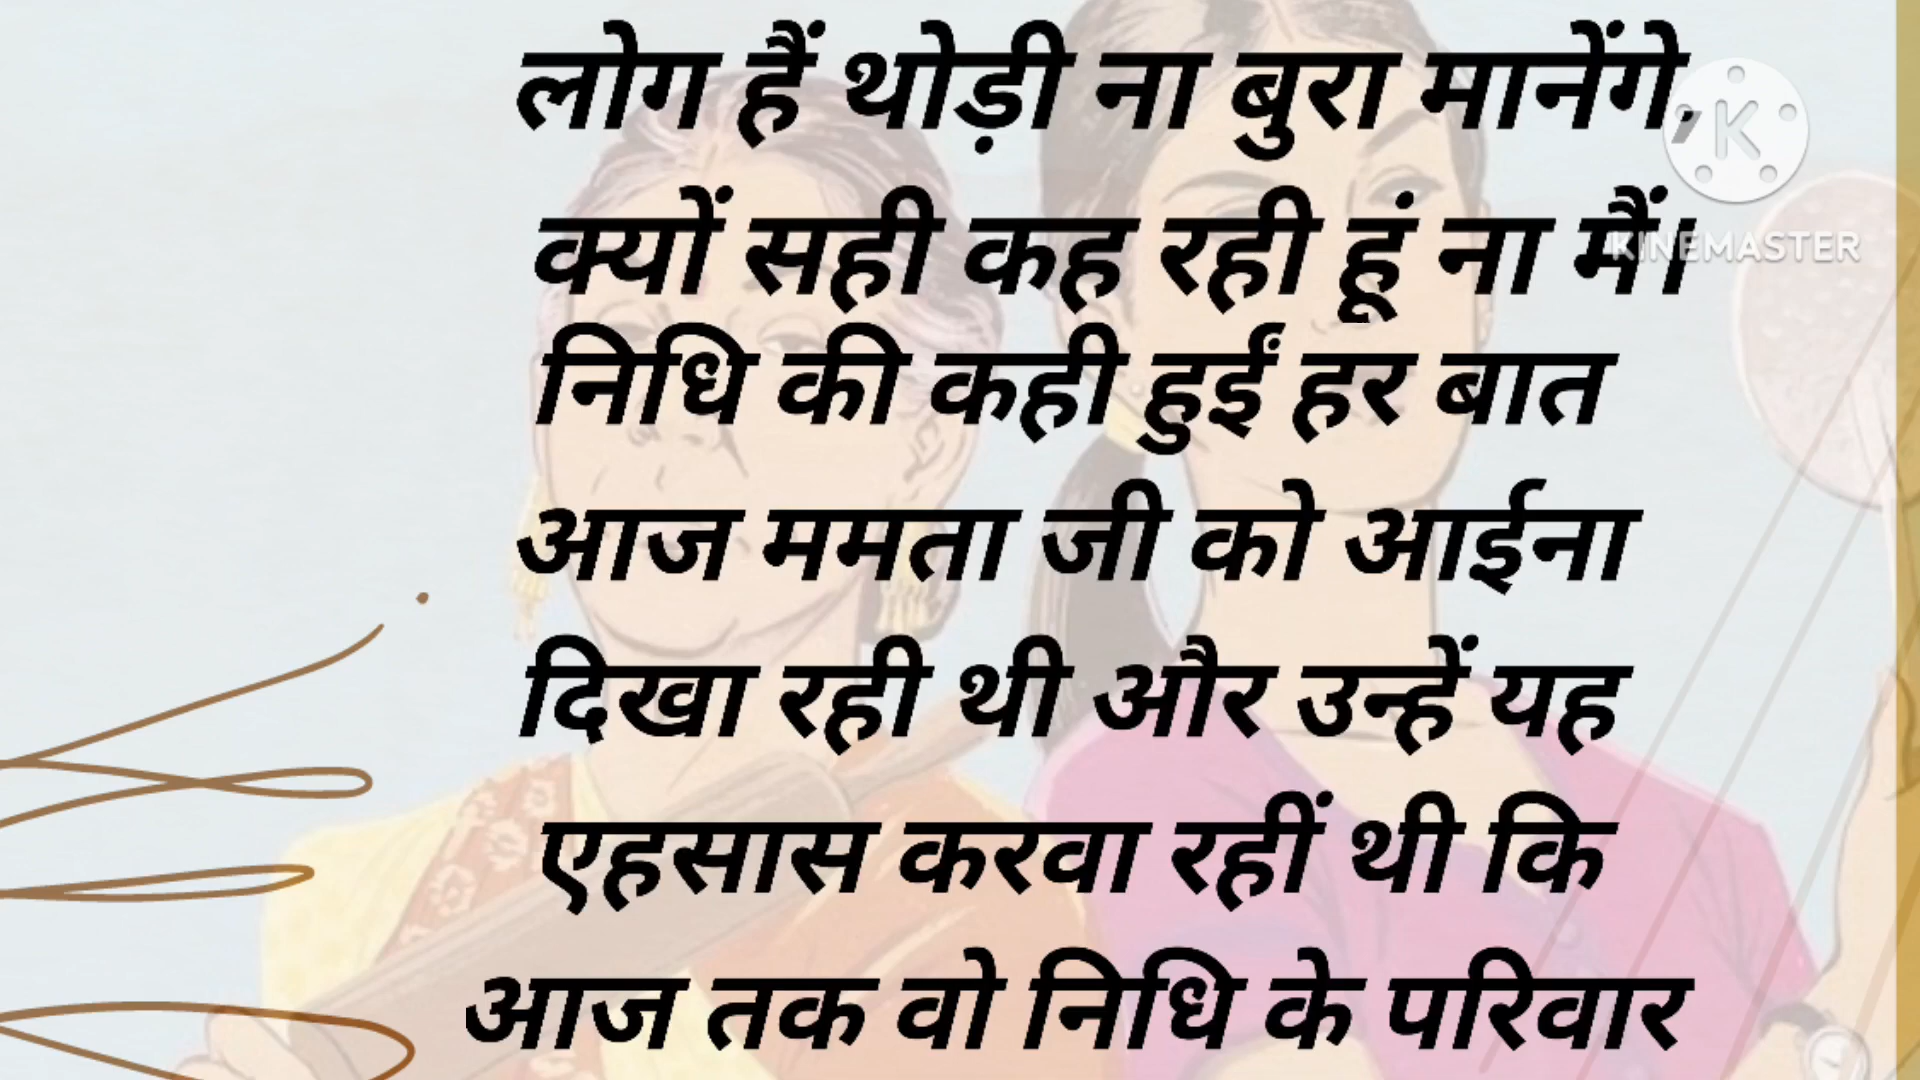 लोग हैं थोड़ी ना बुरा मानेंगे,
क्यों सही कह रही हूं ना मैं।
निधि की कही हुईं हर बात
आज ममता जी को आईना
दिखा रही थी और उन्हें यह
एहसास करवा रहीं थी कि
आज तक वो निधि के परिवार
K
KINEMASTER